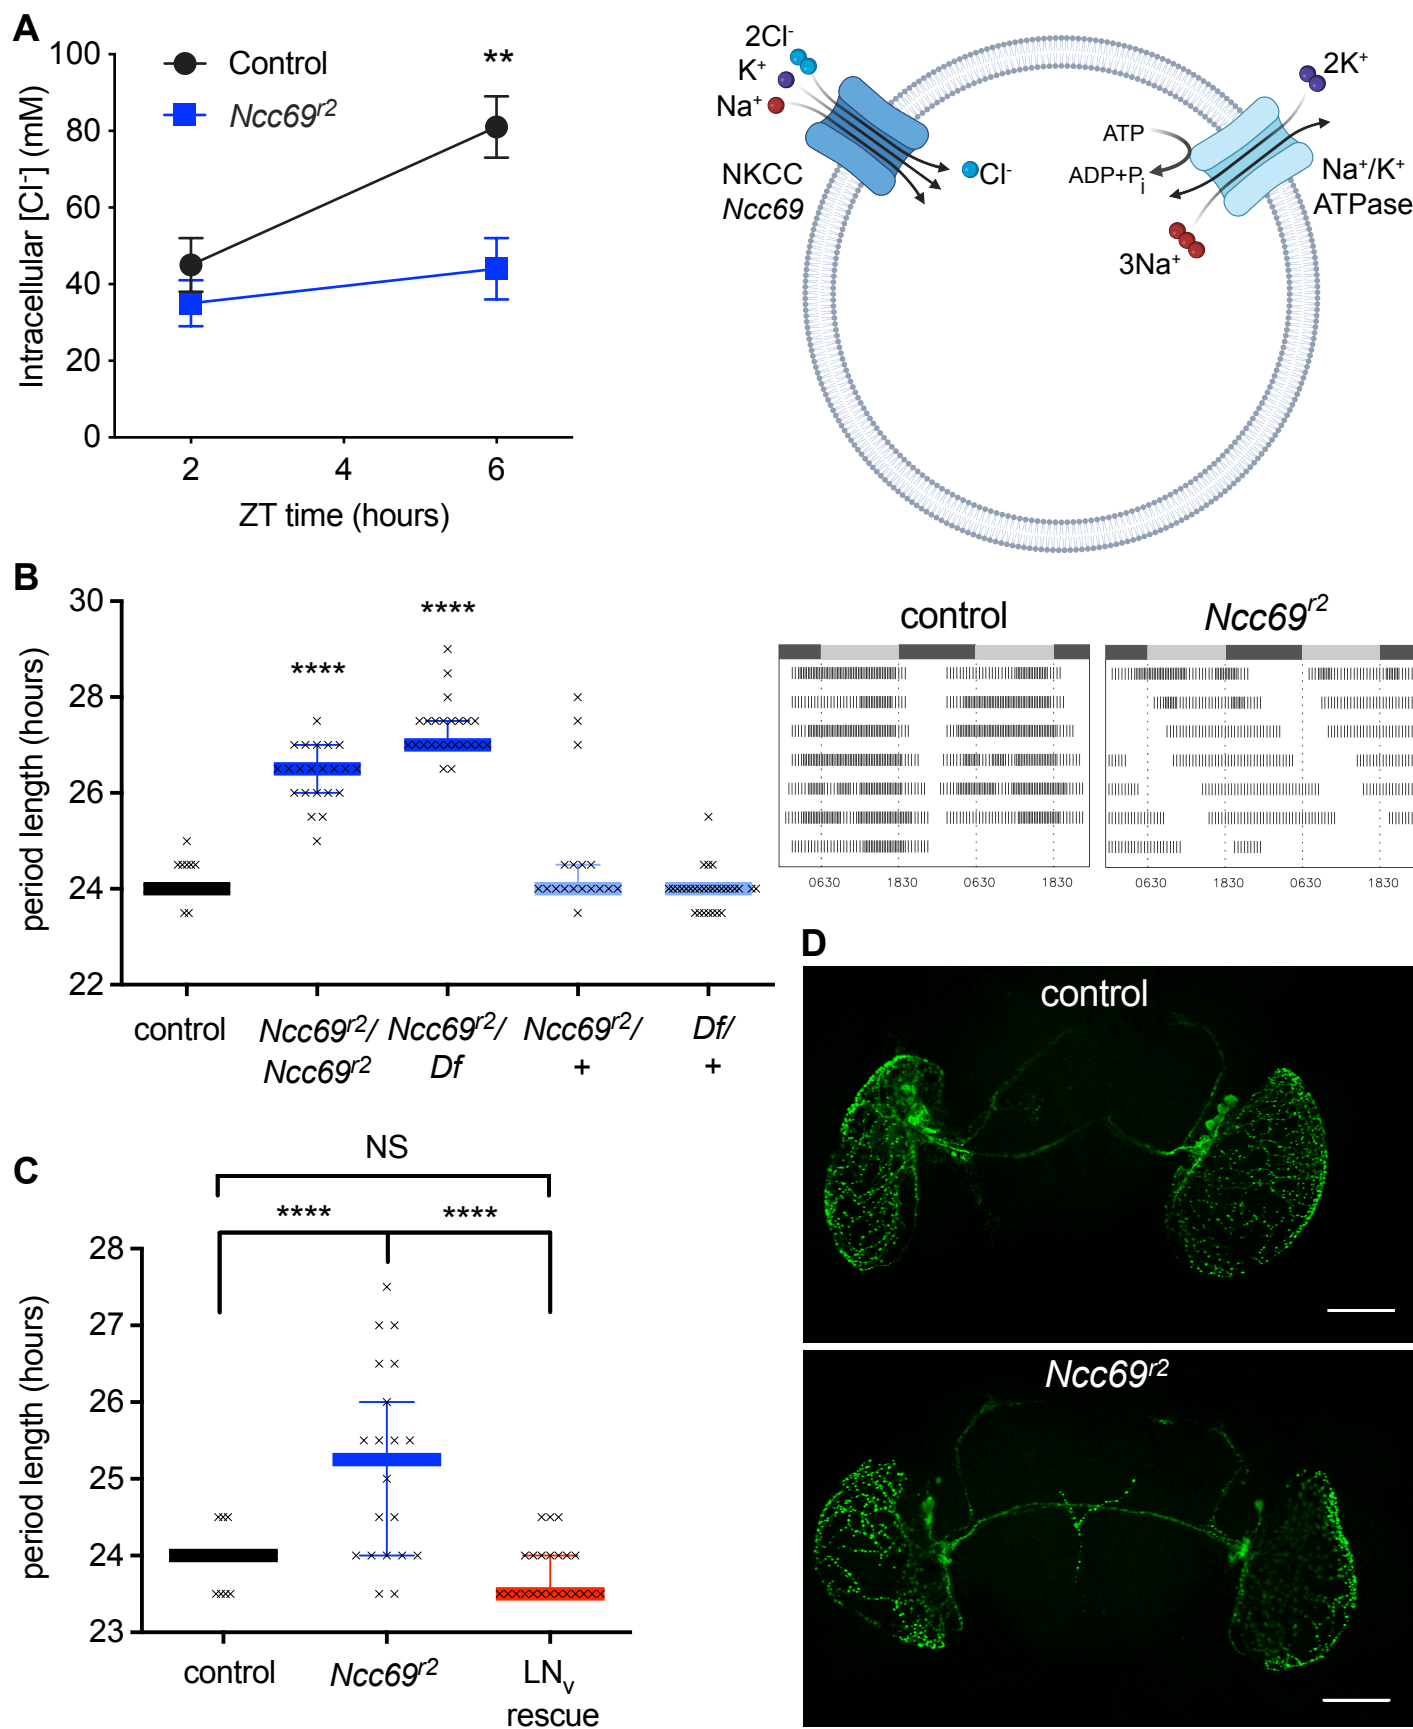 A
100
80
60
40
20
0
Intracellular [Cl-] (mM)
Control
Ncc69r2
**
2
4
6
ZT time (hours)
2Cl-
K+
Na+
NKCC
Ncc69
Cl-
ATP
ADP+Pi
2K+
Na+/K+
ATPase
3Na+
B
30
28
26
24
22
period length (hours)
****
****
control
Ncc69r2/
Ncc69r2
Ncc69r2/
Df
Ncc69r2/
+
Df/
+
control
Ncc69r2
0630
1830
0630
1830
0630
1830
0630
1830
C
NS
****
****
28
27
26
25
24
23
period length (hours)
control
Ncc69r2
LNv
rescue
D
control
Ncc69r2